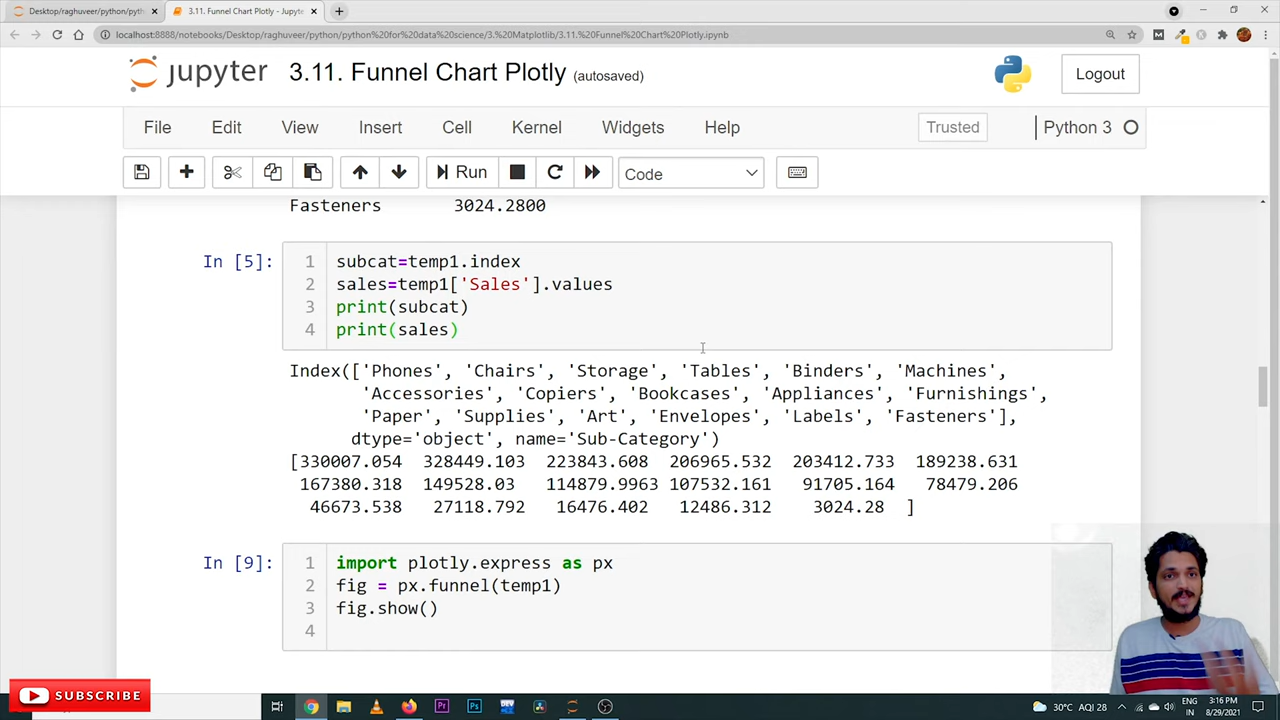 Desktop/raghuveer/python/pyth
3.11. Funnel Chart Plotly - Jupyte
localhost:8888/notebooks/Desktop/raghuveer/python/python%20for%20data%20science/3.%20Matplotlib/3.11.%20Funnel%20Chart%20Plotly.ipynb
jupyter 3.11. Funnel Chart Plotly (autosaved)
Logout
File Edit View Insert Cell Kernel Widgets Help
Trusted
Python 3
Run
Code
Fasteners 3024.2800
In [5]:
1 subcat=temp1.index
2 sales=temp1['Sales'].values
3 print(subcat)
4 print(sales)
Index(['Phones', 'Chairs', 'Storage', 'Tables', 'Binders', 'Machines',
'Accessories', 'Copiers', 'Bookcases', 'Appliances', 'Furnishings',
'Paper', 'Supplies', 'Art', 'Envelopes', 'Labels', 'Fasteners'],
dtype='object', name='Sub-Category')
[330007.054 328449.103 223843.608 206965.532 203412.733 189238.631
167380.318 149528.03 114879.9963 107532.161 91705.164 78479.206
46673.538 27118.792 16476.402 12486.312 3024.28 ]
In [9]:
1 import plotly.express as px
2 fig = px.funnel(temp1)
3 fig.show()
4
SUBSCRIBE
30°C AQI 28
ENG
IN
3:16 PM
8/29/2021